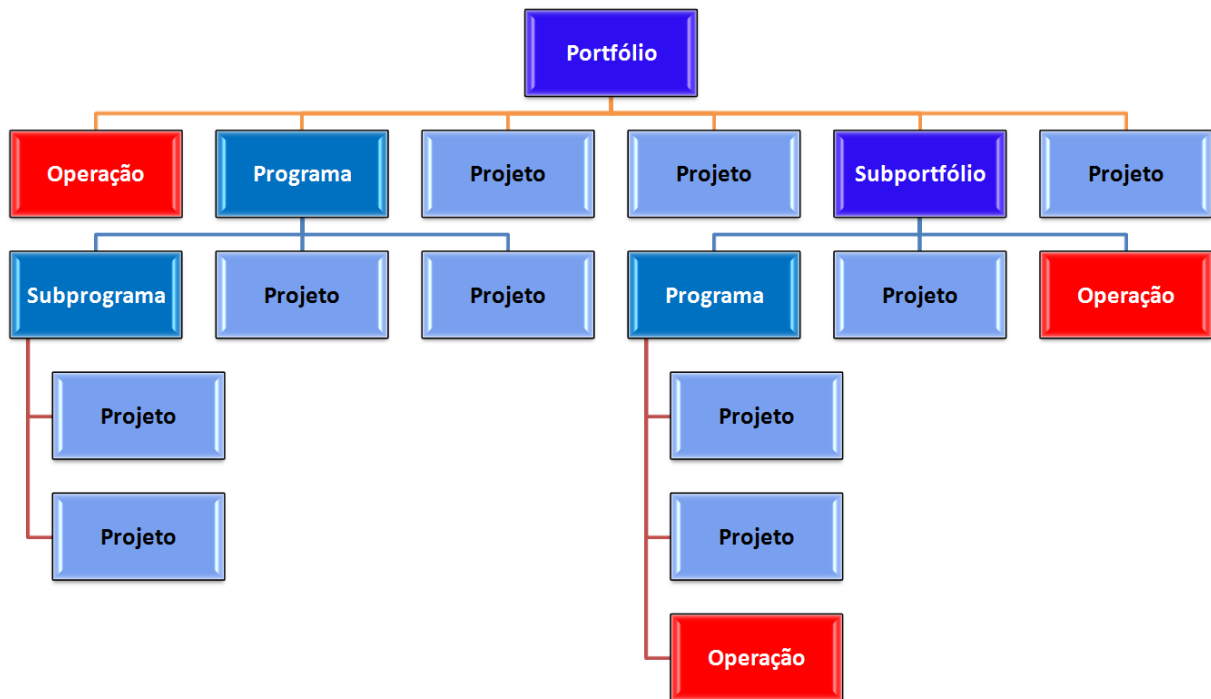 Portfólio
Operação
Programa
Projeto
Projeto
Subportfólio
Projeto
Subprograma
Projeto
Projeto
Programa
Projeto
Operação
Projeto
Projeto
Projeto
Projeto
Operação